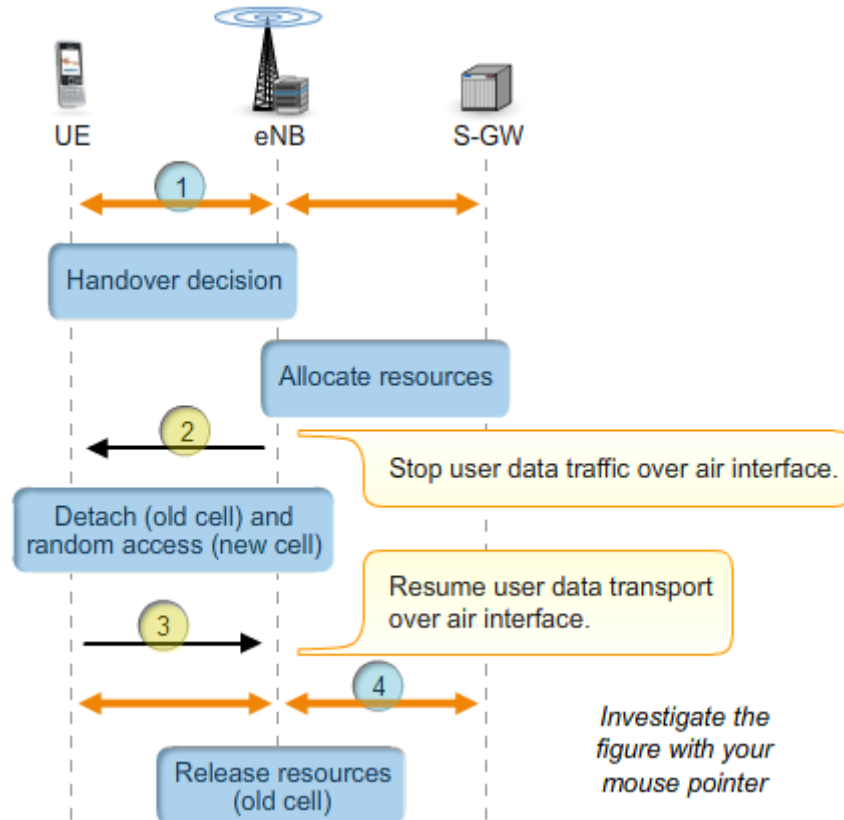 UE
eNB
S-GW
1
Handover decision
Allocate resources
2
Stop user data traffic over air interface.
Detach (old cell) and
random access (new cell)
Resume user data transport
over air interface.
3
4
Investigate the
figure with your
mouse pointer
Release resources
(old cell)